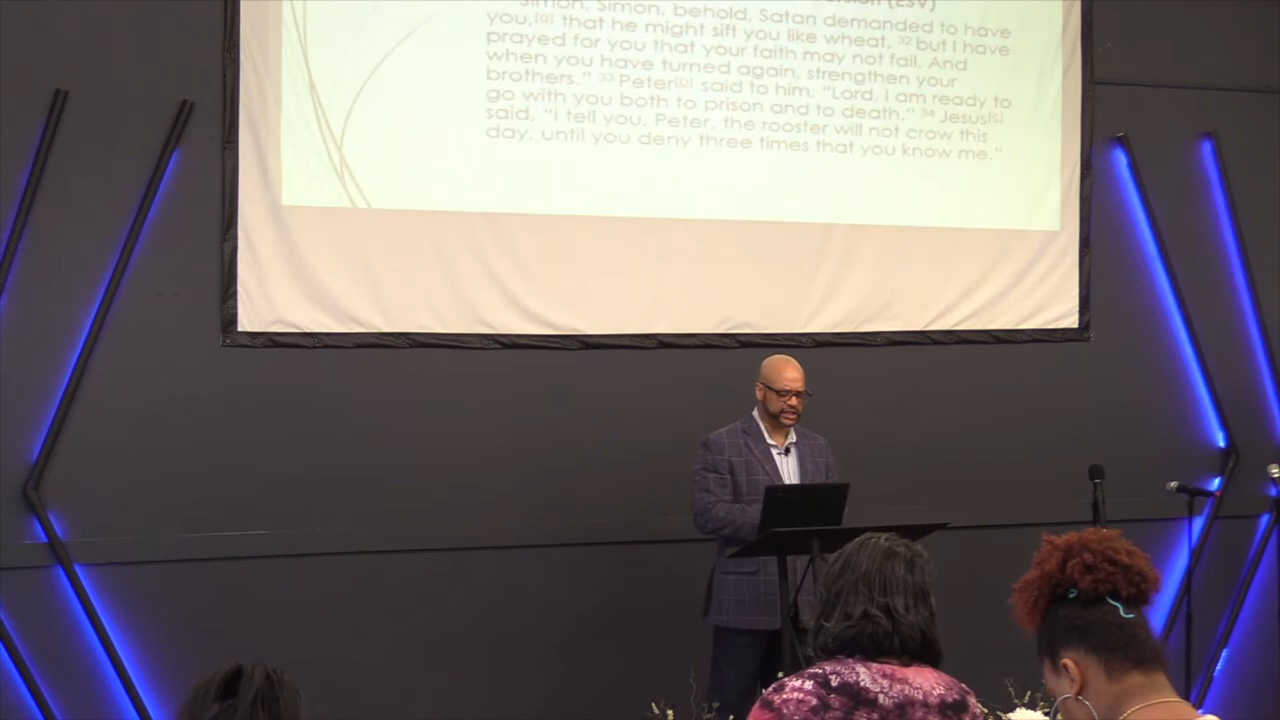 (ESV)
Simon, Simon, behold, Satan demanded to have
you,[a] that he might sift you like wheat, 32 but I have
prayed for you that your faith may not fail. And
when you have turned again, strengthen your
brothers.” 33 Peter[b] said to him, “Lord, I am ready to
go with you both to prison and to death.” 34 Jesus[c]
said, “I tell you, Peter, the rooster will not crow this
day, until you deny three times that you know me.”